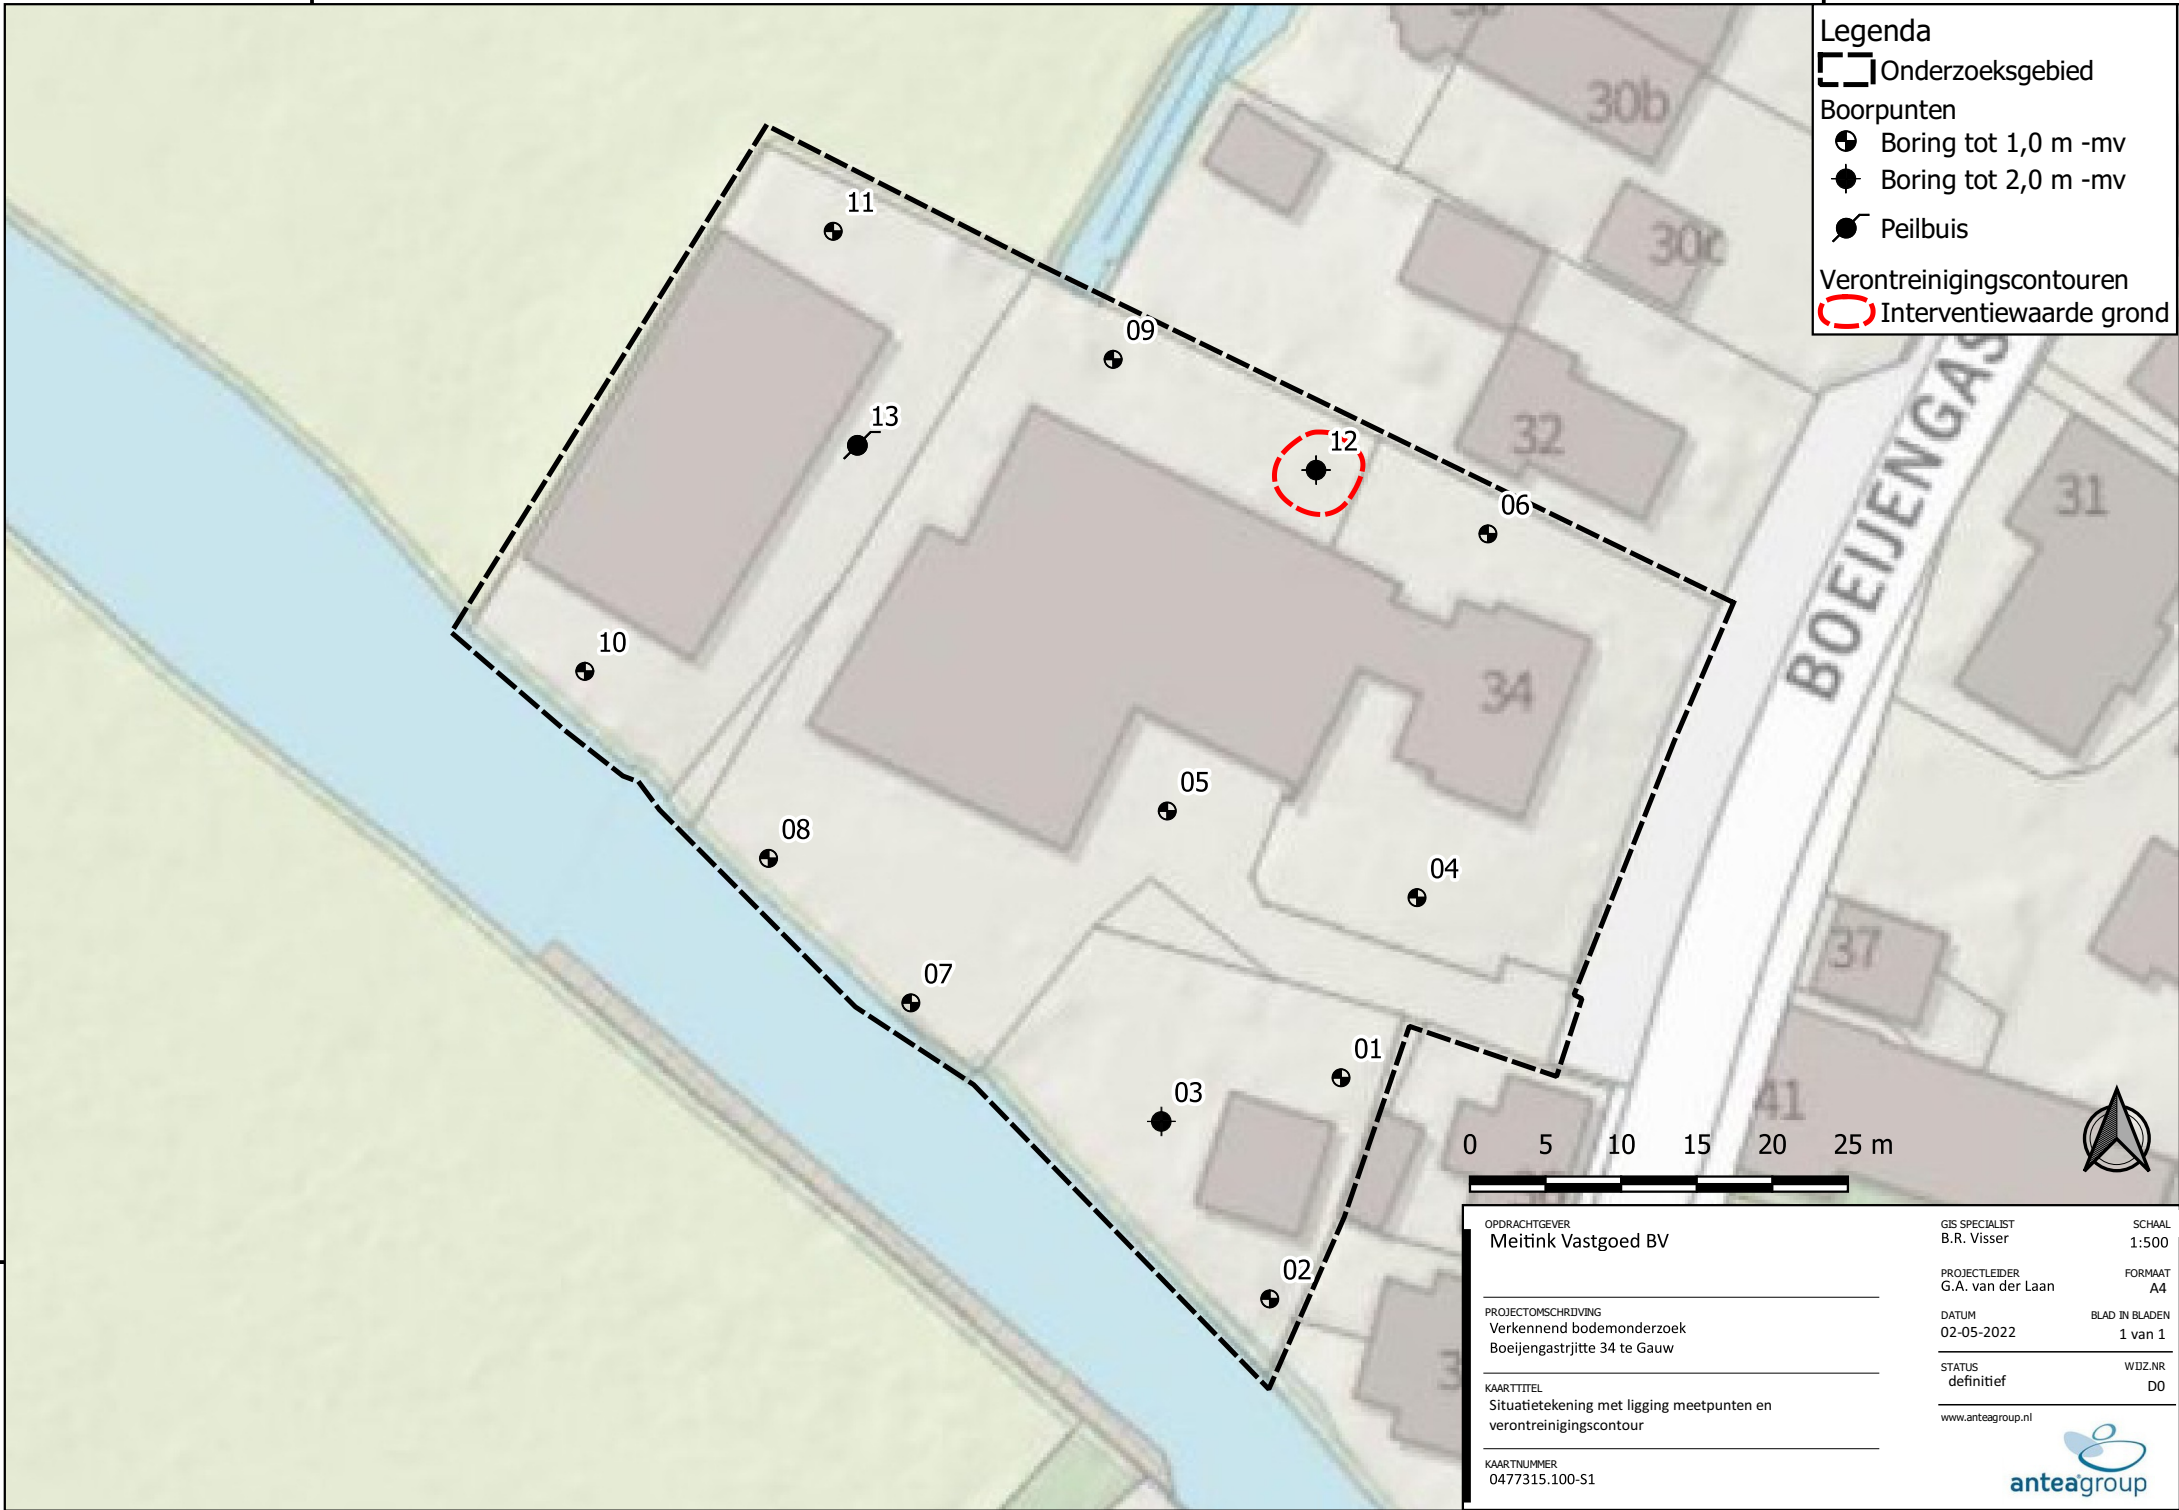 Legenda
Onderzoeksgebied
Boorpunten
Boring tot 1,0 m -mv
Boring tot 2,0 m -mv
Peilbuis
Verontreinigingscontouren
Interventiewaarde grond
30b
30c
11
09
32
13
12
31
06
BOEIJENGAS
10
34
05
08
04
37
07
01
03
41
0 5 10 15 20 25 m
02
OPDRACHTGEVER
Meitink Vastgoed BV
PROJECTOMSCHRIJVING
Verkennend bodemonderzoek
Boeijengastrjitte 34 te Gauw
KAARTTITEL
Situatietekening met ligging meetpunten en
verontreinigingscontour
KAARTNUMMER
0477315.100-S1
GIS SPECIALIST
B.R. Visser
SCHAAL
1:500
PROJECTLEIDER
G.A. van der Laan
FORMAAT
A4
DATUM
02-05-2022
BLAD IN BLADEN
1 van 1
STATUS
definitief
WIJZ.NR
D0
www.anteagroup.nl
anteagroup